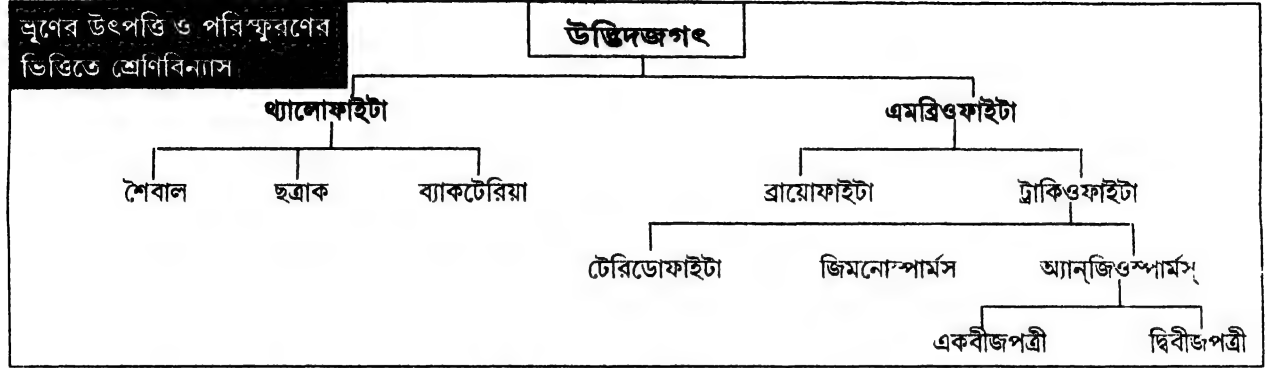 ভ্রূণের উৎপত্তি ও পরিস্ফুরণের
ভিত্তিতে শ্রেণিবিন্যাস
উদ্ভিদজগৎ
থ্যালোফাইটা এমব্রিওফাইটা
শৈবাল ছত্রাক ব্যাকটেরিয়া ব্রায়োফাইটা ট্রাকিওফাইটা
টেরিডোফাইটা জিমনোস্পার্মস অ্যান্‌জিওস্পার্মস্
একবীজপত্রী দ্বিবীজপত্রী